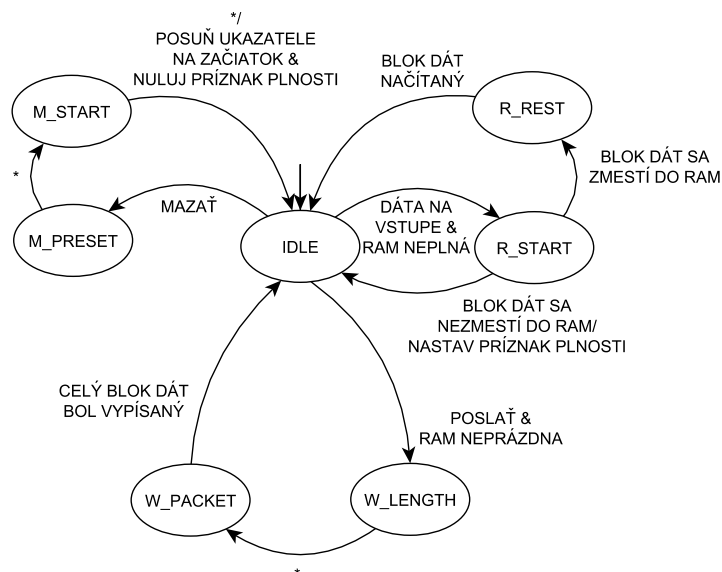 */
POSUŇ UKAZATELE
NA ZAČIATOK &
NULUJ PRÍZNAK PLNOSTI
BLOK DÁT
NAČÍTANÝ
M_START
R_REST
BLOK DÁT SA
ZMESTÍ DO RAM
*
MAZAŤ
DÁTA NA
VSTUPE &
RAM NEPLNÁ
M_PRESET
IDLE
R_START
BLOK DÁT SA
NEZMESTÍ DO RAM/
NASTAV PRÍZNAK PLNOSTI
CELÝ BLOK DÁT
BOL VYPÍSANÝ
POSLAŤ &
RAM NEPRÁZDNA
W_PACKET
W_LENGTH
*